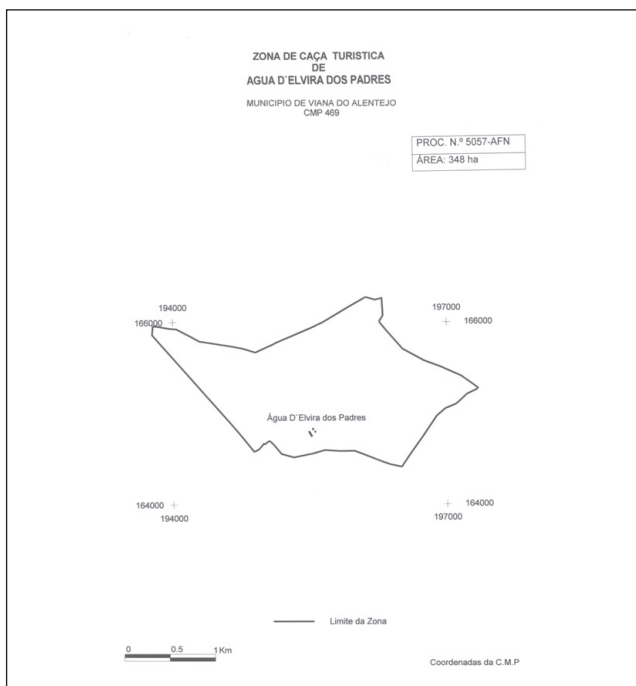 ZONA DE CAÇA TURISTICA
DE
AGUA D`ELVIRA DOS PADRES
MUNICIPIO DE VIANA DO ALENTEJO
CMP 469
PROC. N.º 5057-AFN
ÁREA: 348 ha
194000
166000
197000
166000
Água D`Elvira dos Padres
164000
194000
164000
197000
Limite da Zona
0 0.5 1 Km
Coordenadas da C.M.P